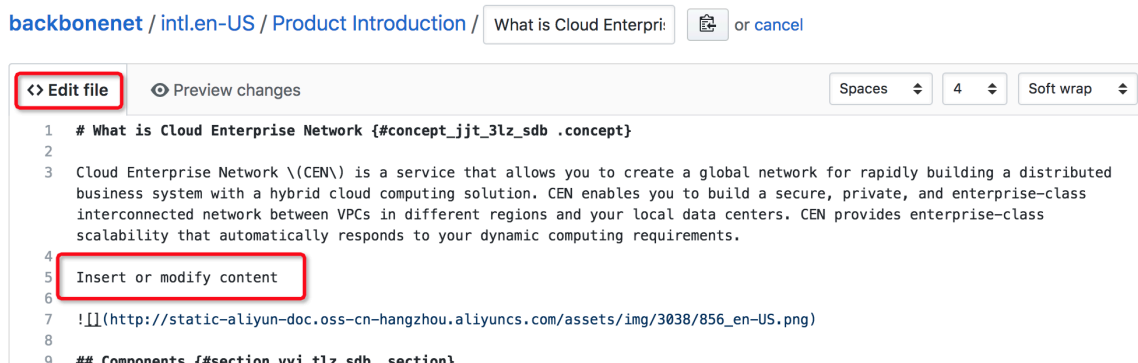 backbonenet / intl.en-US / Product Introduction / What is Cloud Enterpri: or cancel
<> Edit file Preview changes Spaces 4 Soft wrap
1 # What is Cloud Enterprise Network {#concept_jjt_3lz_sdb .concept}
2
3 Cloud Enterprise Network \(CEN\) is a service that allows you to create a global network for rapidly building a distributed
business system with a hybrid cloud computing solution. CEN enables you to build a secure, private, and enterprise-class
interconnected network between VPCs in different regions and your local data centers. CEN provides enterprise-class
scalability that automatically responds to your dynamic computing requirements.
4
5 Insert or modify content
6
7 ![](http://static-aliyun-doc.oss-cn-hangzhou.aliyuncs.com/assets/img/3038/856_en-US.png)
8
9 ## Components {#section_vvj_tlz_sdb .section}